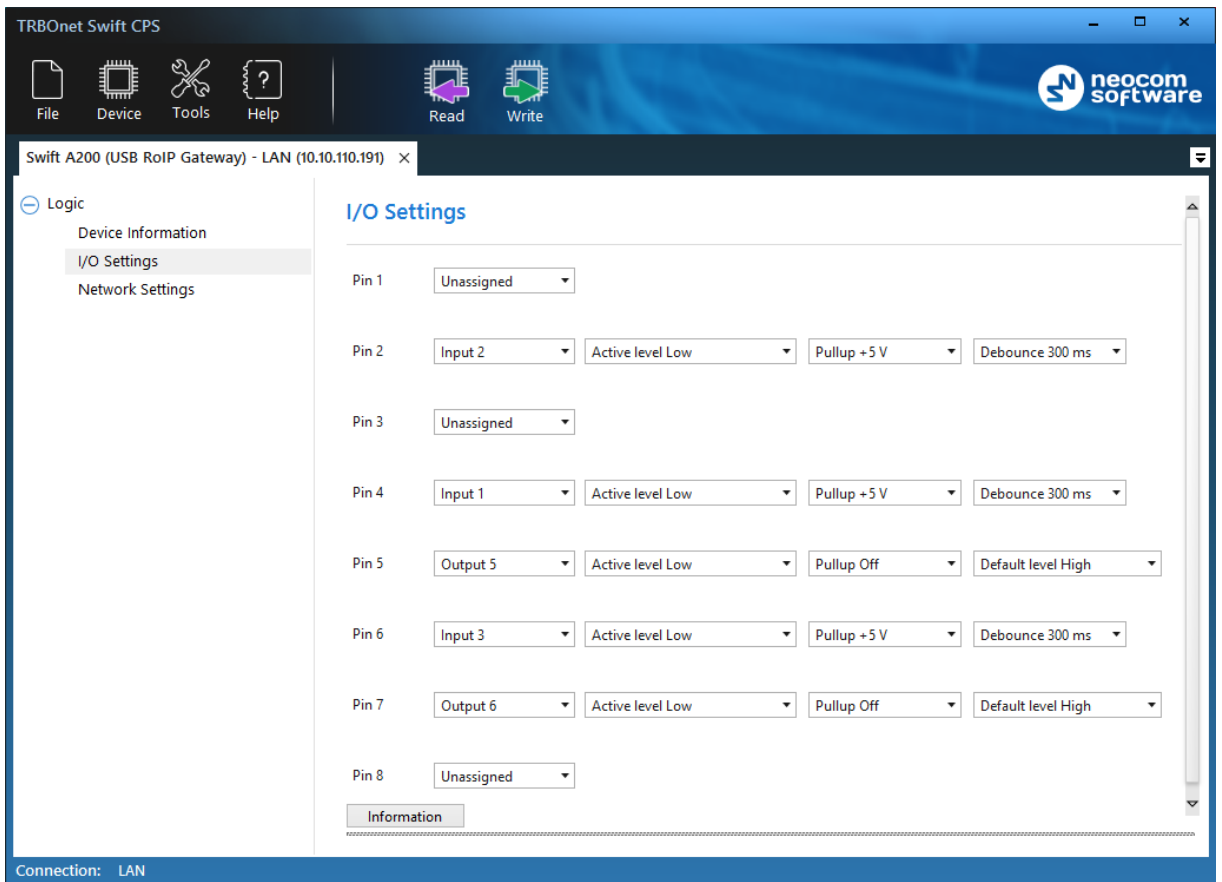 TRBOnet Swift CPS
File Device Tools Help Read Write
neocom
software
Swift A200 (USB RoIP Gateway) - LAN (10.10.110.191)
Logic
Device Information
I/O Settings
Network Settings
I/O Settings
Pin 1 Unassigned
Pin 2 Input 2 Active level Low Pullup +5 V Debounce 300 ms
Pin 3 Unassigned
Pin 4 Input 1 Active level Low Pullup +5 V Debounce 300 ms
Pin 5 Output 5 Active level Low Pullup Off Default level High
Pin 6 Input 3 Active level Low Pullup +5 V Debounce 300 ms
Pin 7 Output 6 Active level Low Pullup Off Default level High
Pin 8 Unassigned
Information
Connection: LAN